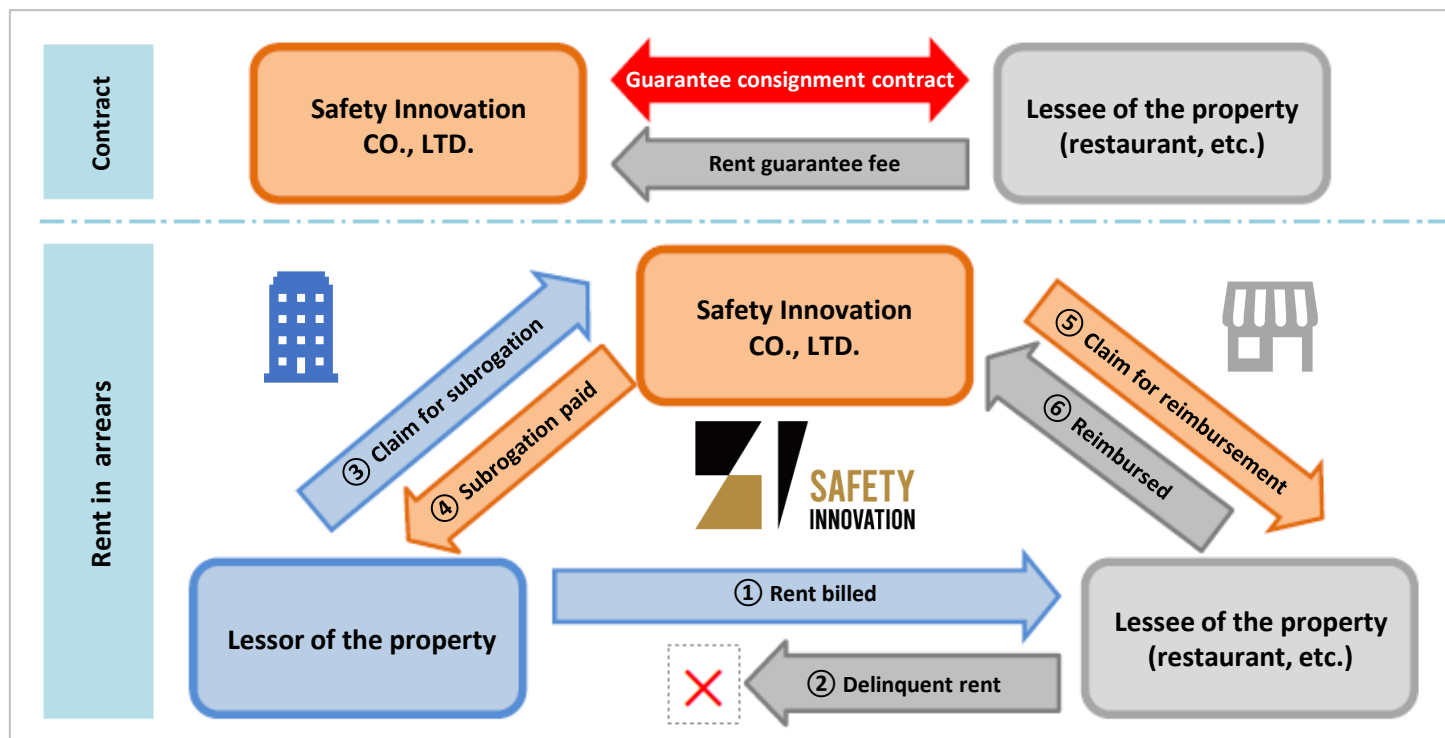 Contract
Safety Innovation
CO., LTD.
Guarantee consignment contract
Rent guarantee fee
Lessee of the property
(restaurant, etc.)
Rent in arrears
Safety Innovation
CO., LTD.
③ Claim for subrogation
④ Subrogation paid
⑤ Claim for reimbursement
⑥ Reimbursed
SAFETY
INNOVATION
Lessor of the property
① Rent billed
② Delinquent rent
Lessee of the property
(restaurant, etc.)